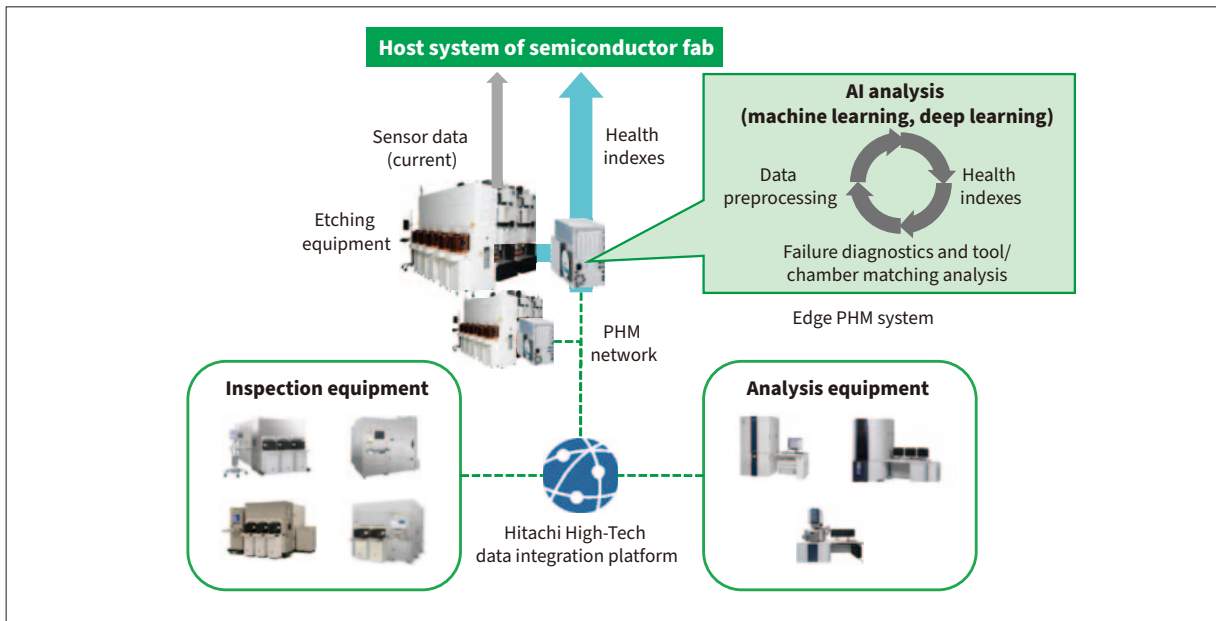 Host system of semiconductor fab
AI analysis
(machine learning, deep learning)
Sensor data
(current)
Health
indexes
Data
preprocessing
Health
indexes
Etching
equipment
Failure diagnostics and tool/
chamber matching analysis
Edge PHM system
PHM
network
Inspection equipment
Analysis equipment
Hitachi High-Tech
data integration platform